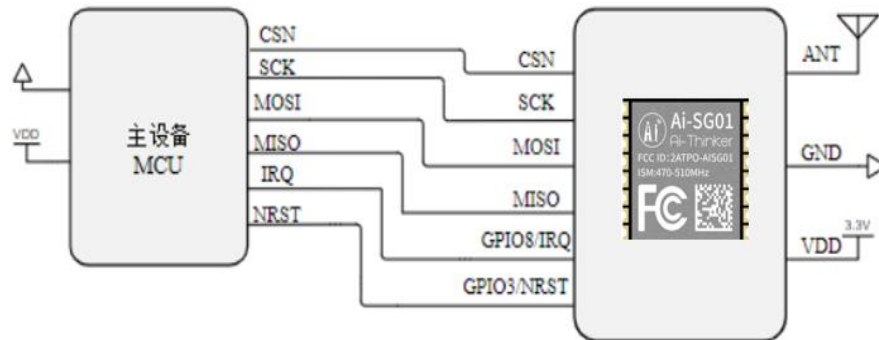 VDD
主设备
MCU
CSN
SCK
MOSI
MISO
IRQ
NRST
CSN
SCK
MOSI
MISO
GPIO8/IRQ
GPIO3/NRST
Ai
Ai-SG01
Ai-Thinker
FCC ID:2ATPO-AISG01
ISM:470-510MHz
FC
ANT
GND
3.3V
VDD